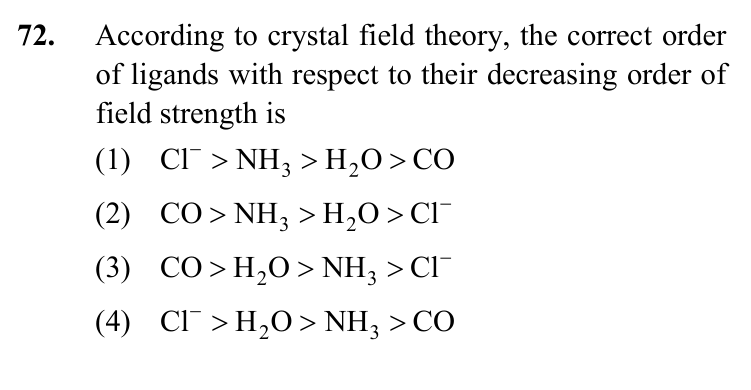 72. According to crystal field theory, the correct order
of ligands with respect to their decreasing order of
field strength is
(1) Cl⁻ > NH₃ > H₂O > CO
(2) CO > NH₃ > H₂O > Cl⁻
(3) CO > H₂O > NH₃ > Cl⁻
(4) Cl⁻ > H₂O > NH₃ > CO